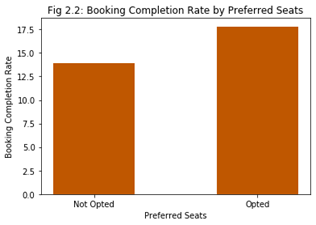 Fig 2.2: Booking Completion Rate by Preferred Seats
17.5
15.0
12.5
10.0
7.5
5.0
2.5
0.0
Booking Completion Rate
Not Opted
Opted
Preferred Seats